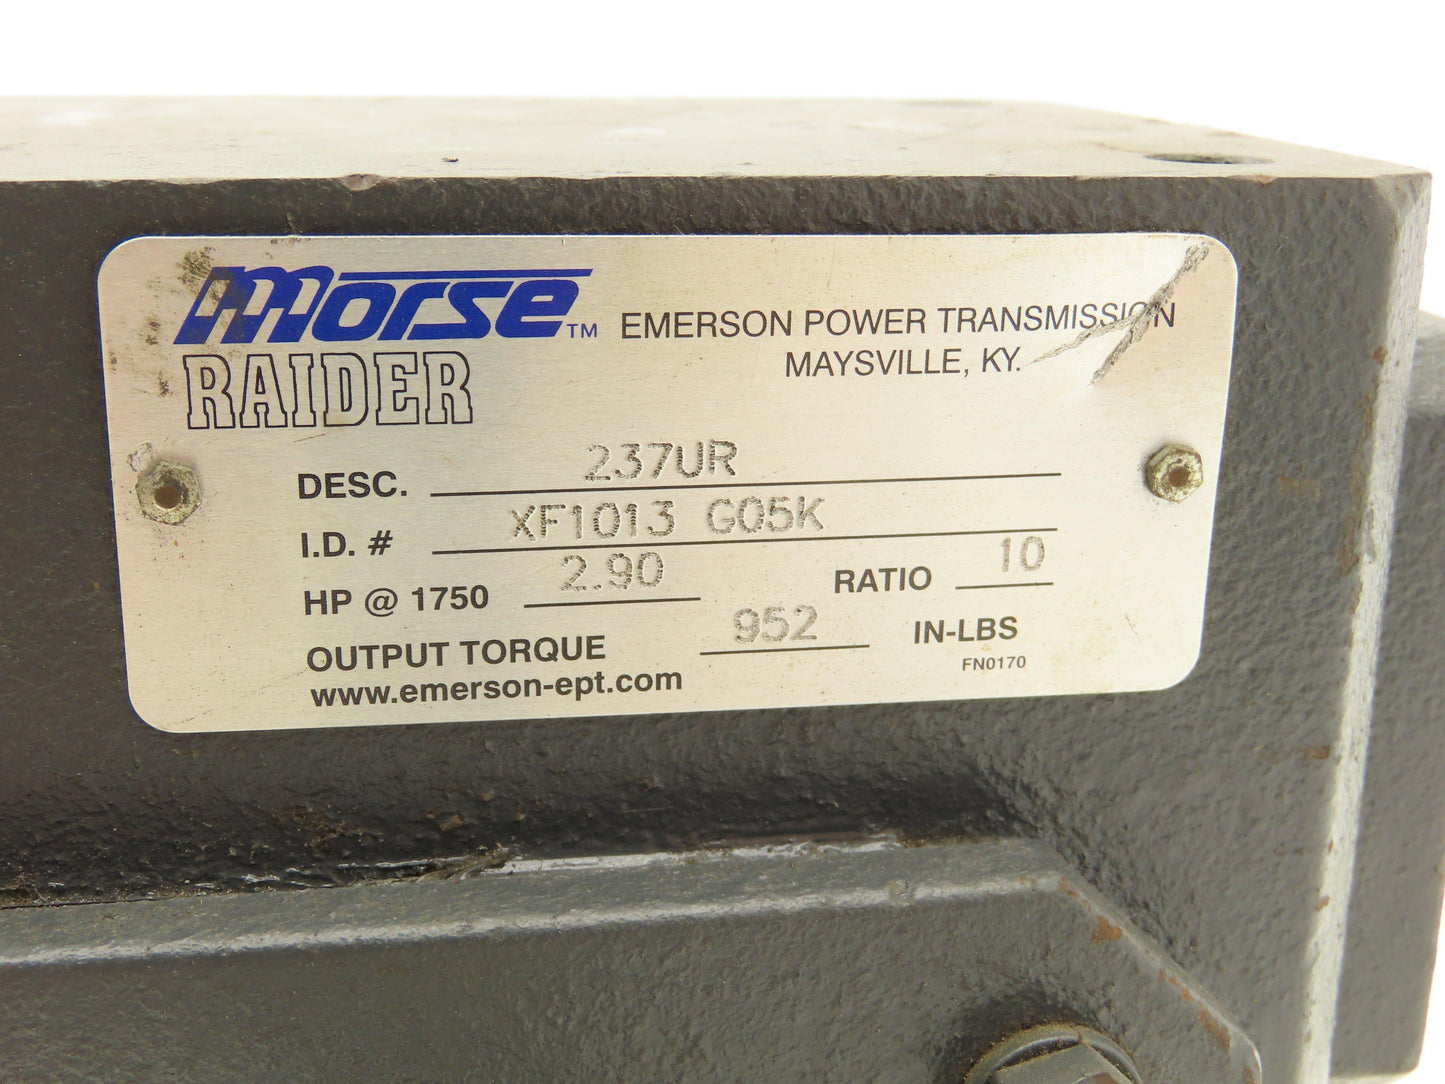 morse™ EMERSON POWER TRANSMISSION
RAIDER MAYSVILLE, KY.
DESC. 237UR
I.D. # XF1013 G05K
HP @ 1750 2.90 RATIO 10
OUTPUT TORQUE 952 IN-LBS
www.emerson-ept.com FN0170